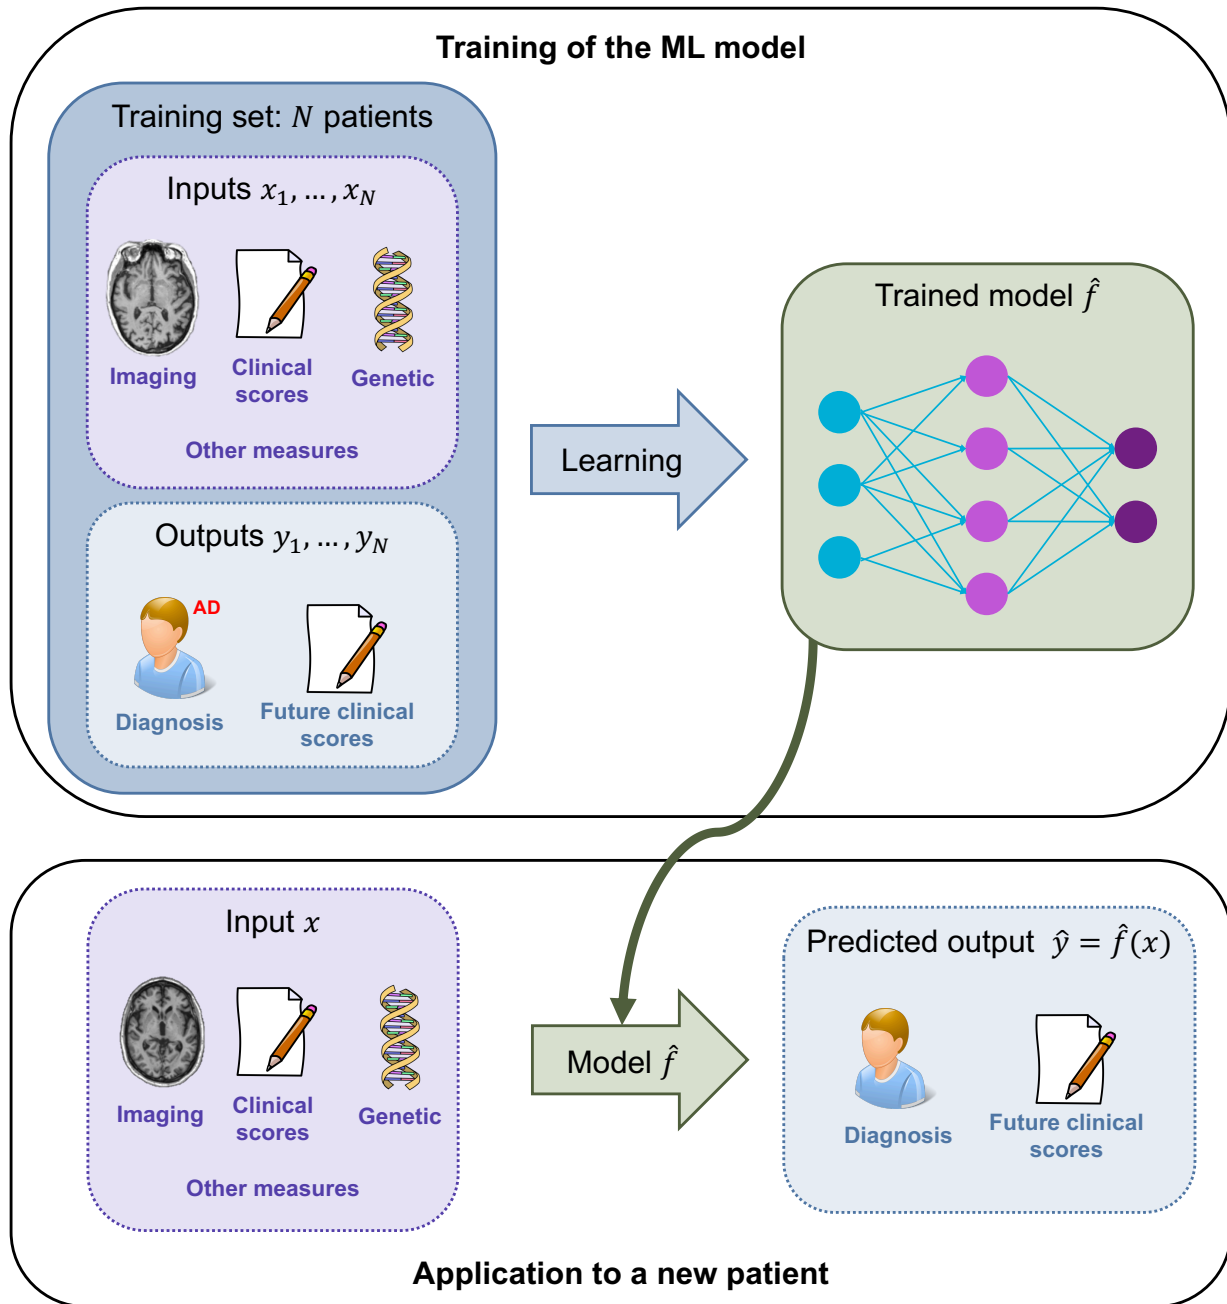 Training of the ML model
Training set: N patients
Inputs x₁, … , x_N
Imaging
Clinical
scores
Genetic
Other measures
Outputs y₁, … , y_N
AD
Diagnosis
Future clinical
scores
Learning
Trained model f̂
Input x
Imaging
Clinical
scores
Genetic
Other measures
Model f̂
Predicted output ŷ = f̂(x)
Diagnosis
Future clinical
scores
Application to a new patient